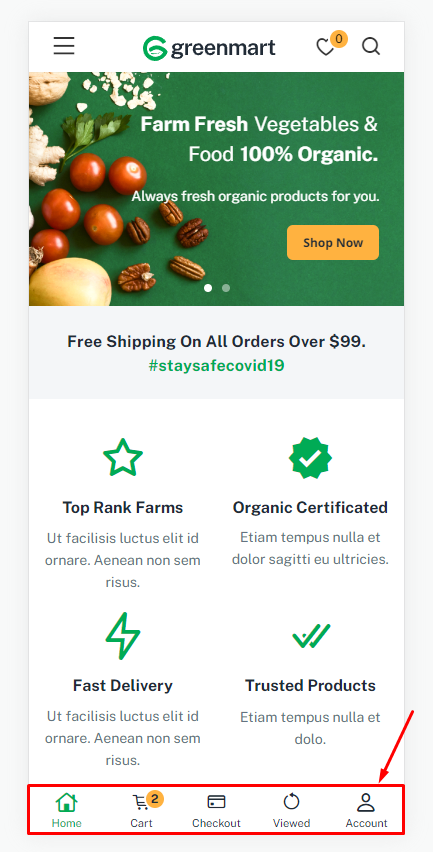 greenmart
0
Farm Fresh Vegetables &
Food 100% Organic.
Always fresh organic products for you.
Shop Now
Free Shipping On All Orders Over $99.
#staysafecovid19
Top Rank Farms
Ut facilisis luctus elit id
ornare. Aenean non sem
risus.
Organic Certificated
Etiam tempus nulla et
dolor sagitti eu ultricies.
Fast Delivery
Ut facilisis luctus elit id
ornare. Aenean non sem
risus.
Trusted Products
Etiam tempus nulla et
dolo.
2
Home Cart Checkout Viewed Account